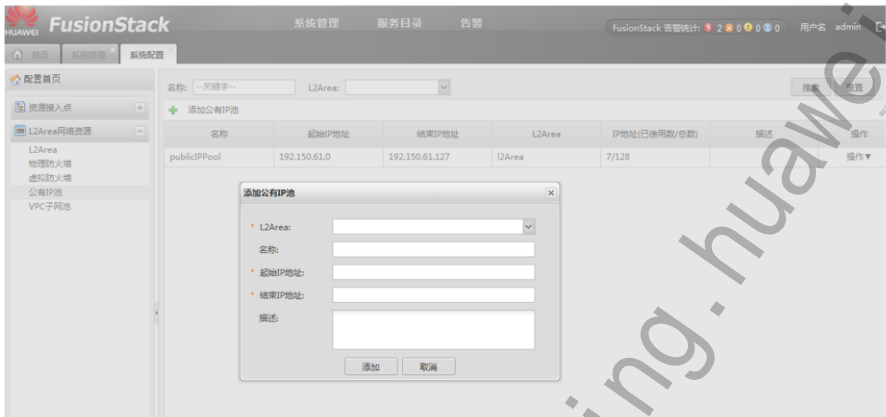 HUAWEI FusionStack 系统管理 服务目录 告警 FusionStack 告警统计: 2 0 0 0 用户名 admin
首页 系统管理 系统配置
配置首页
名称: --关键字-- L2Area: 搜索 重置
资源接入点
添加公有IP池
L2Area网络资源
名称 起始IP地址 结束IP地址 L2Area IP地址(已使用数/总数) 描述 操作
L2Area
publicIPPool 192.150.61.0 192.150.61.127 l2Area 7/128 操作▼
物理防火墙
虚拟防火墙
公有IP池
VPC子网池
添加公有IP池
* L2Area:
名称:
* 起始IP地址:
* 结束IP地址:
描述:
添加 取消
ing.huawei